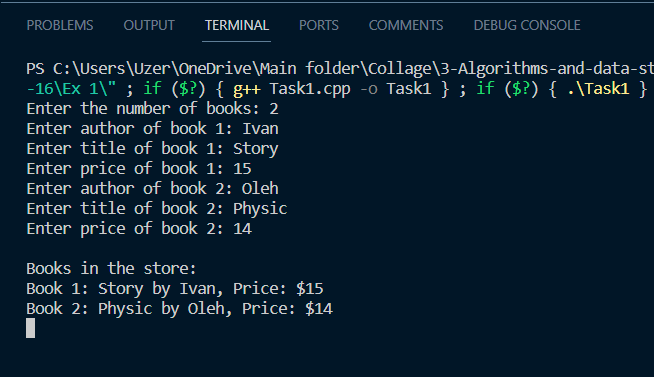 PROBLEMS OUTPUT TERMINAL PORTS COMMENTS DEBUG CONSOLE
PS C:\Users\Uzer\OneDrive\Main folder\Collage\3-Algorithms-and-data-st
-16\Ex 1\" ; if ($?) { g++ Task1.cpp -o Task1 } ; if ($?) { .\Task1 }
Enter the number of books: 2
Enter author of book 1: Ivan
Enter title of book 1: Story
Enter price of book 1: 15
Enter author of book 2: Oleh
Enter title of book 2: Physic
Enter price of book 2: 14
Books in the store:
Book 1: Story by Ivan, Price: $15
Book 2: Physic by Oleh, Price: $14